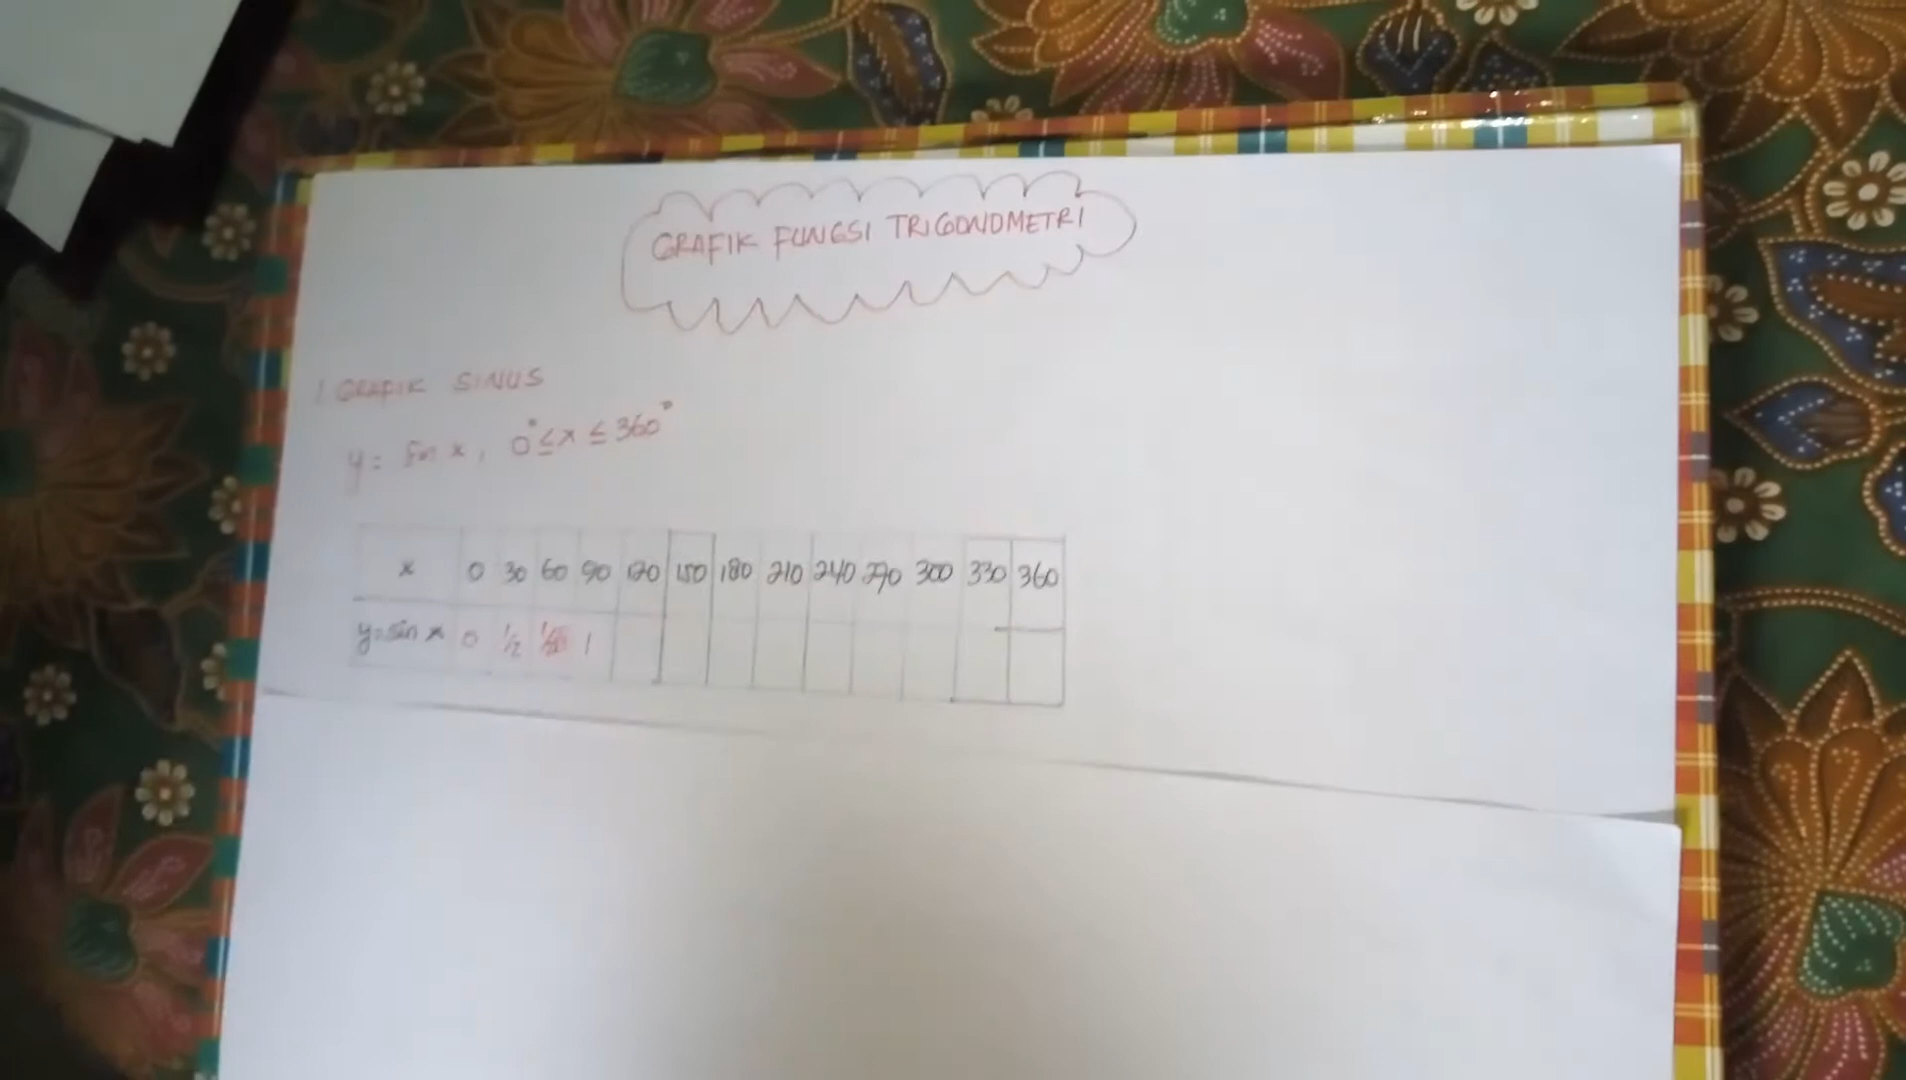 GRAFIK FUNGSI TRIGONOMETRI
1. GRAFIK SINUS
y = sin x, 0° ≤ x ≤ 360°
x 0 30 60 90 120 150 180 210 240 270 300 330 360
y = sin x 0 1/2 1